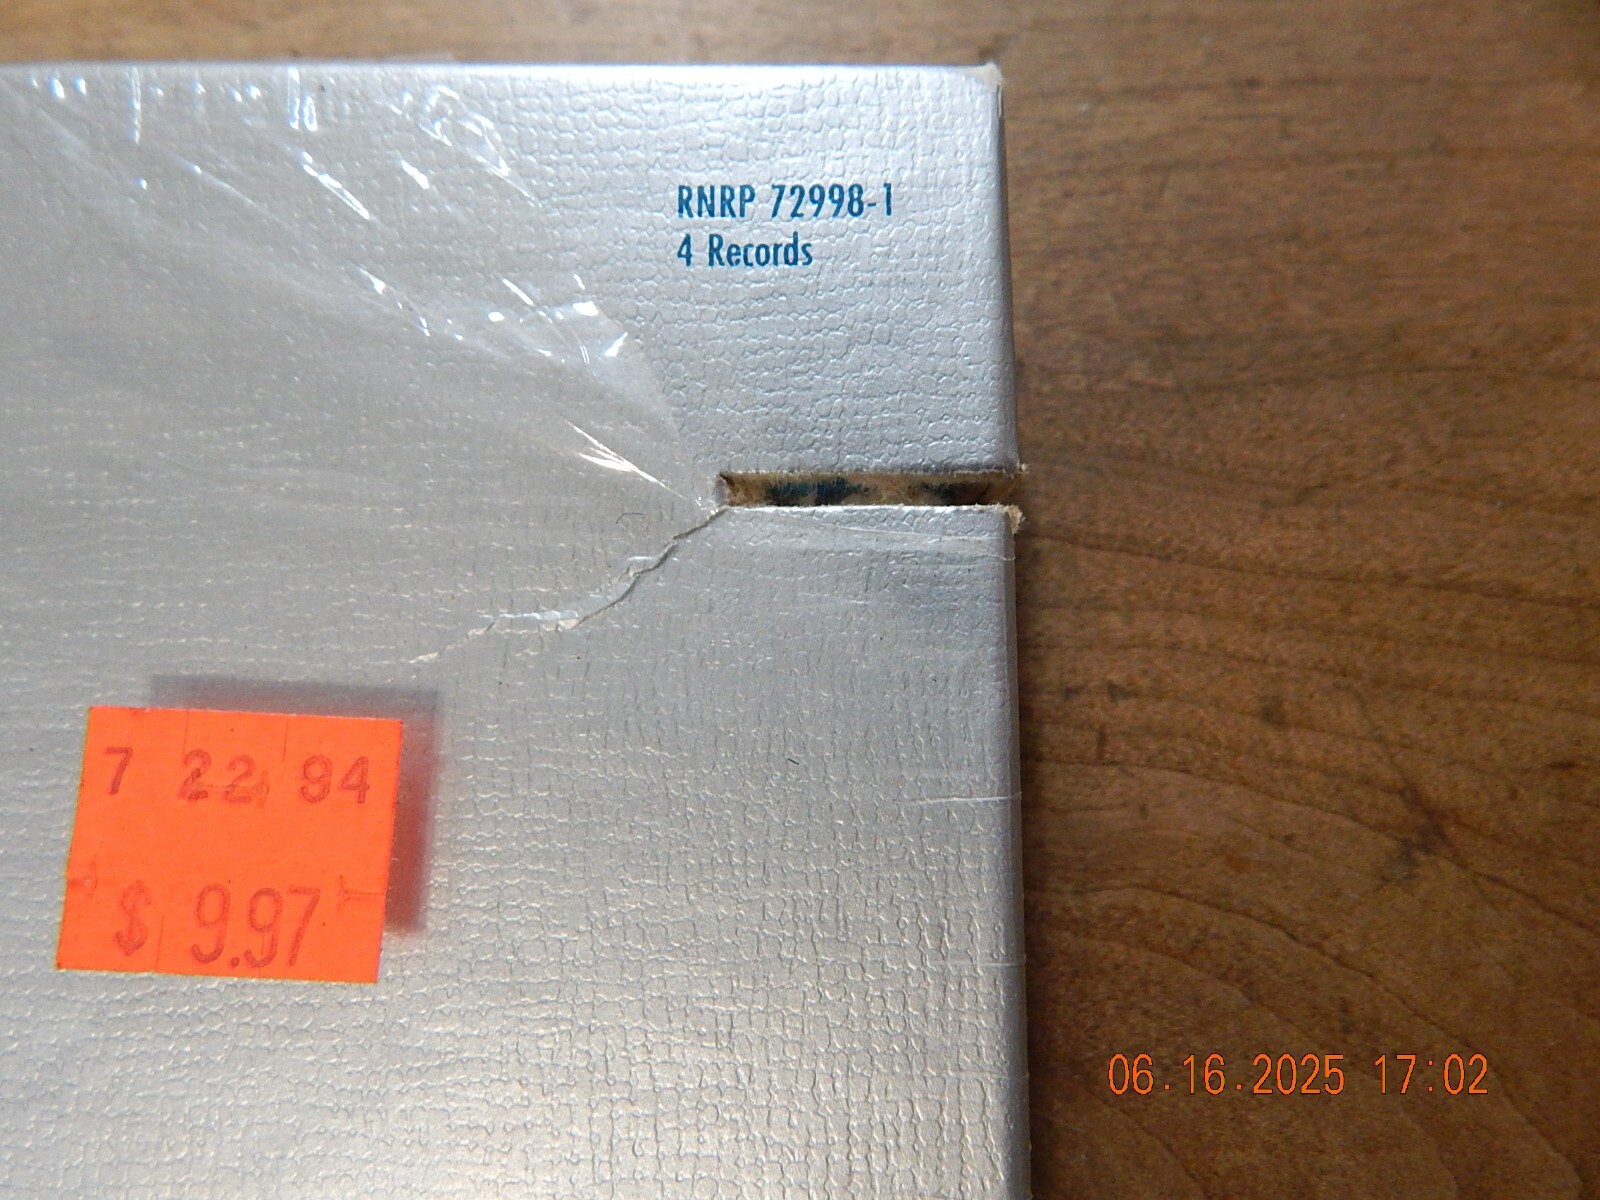 RNRP 72998-1
4 Records
7 22 94
$ 9.97
06.16.2025 17:02